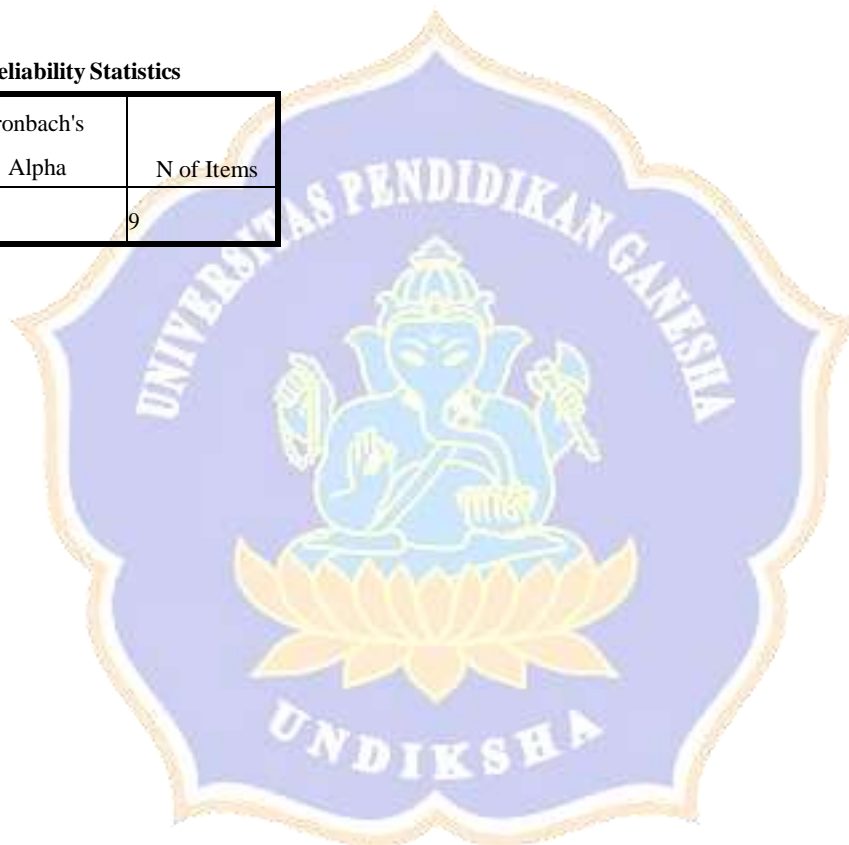 eliability Statistics
ronbach's
Alpha
N of Items
9
UNIVERSITAS PENDIDIKAN GANESHA
UNDIKSHA